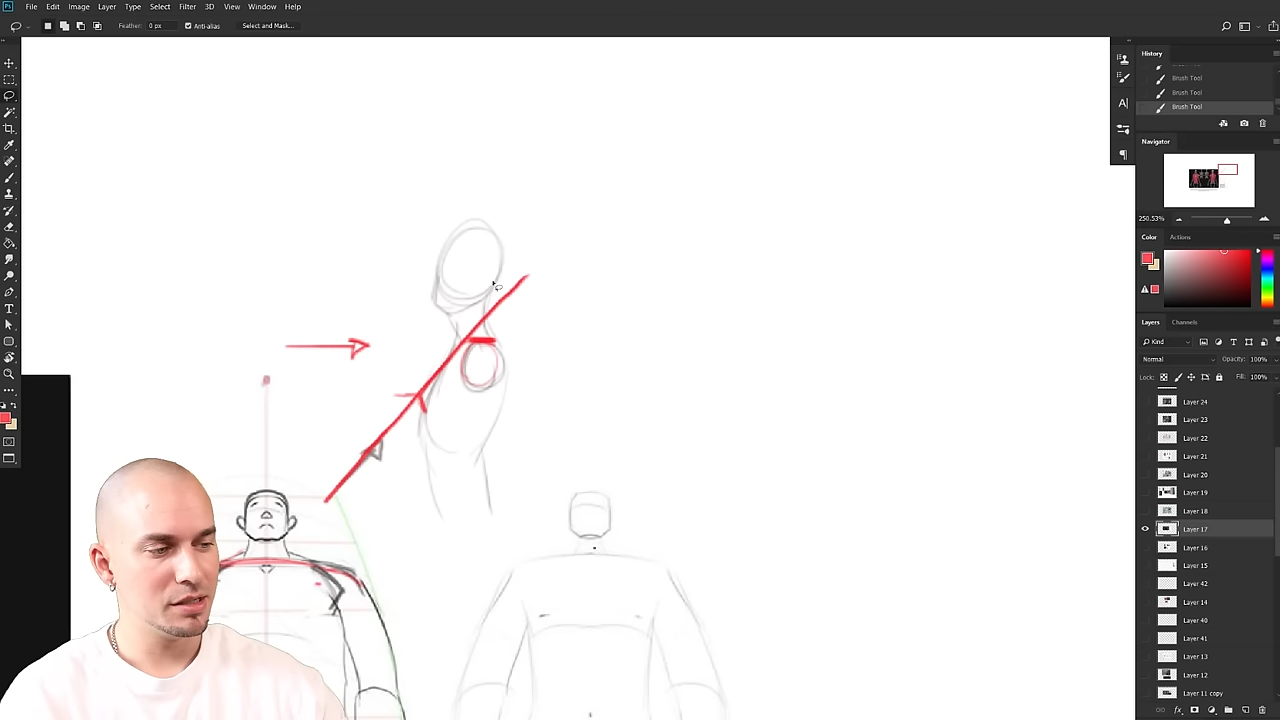 Ps File Edit Image Layer Type Select Filter 3D View Window Help
Feather: 0 px Anti-alias Select and Mask...
History
Brush Tool
Brush Tool
Brush Tool
Navigator
250.53%
Color Actions
Layers Channels
Kind
Normal Opacity: 100%
Lock: Fill: 100%
Layer 24
Layer 23
Layer 22
Layer 21
Layer 20
Layer 19
Layer 18
Layer 17
Layer 16
Layer 15
Layer 42
Layer 14
Layer 40
Layer 41
Layer 13
Layer 12
Layer 11 copy